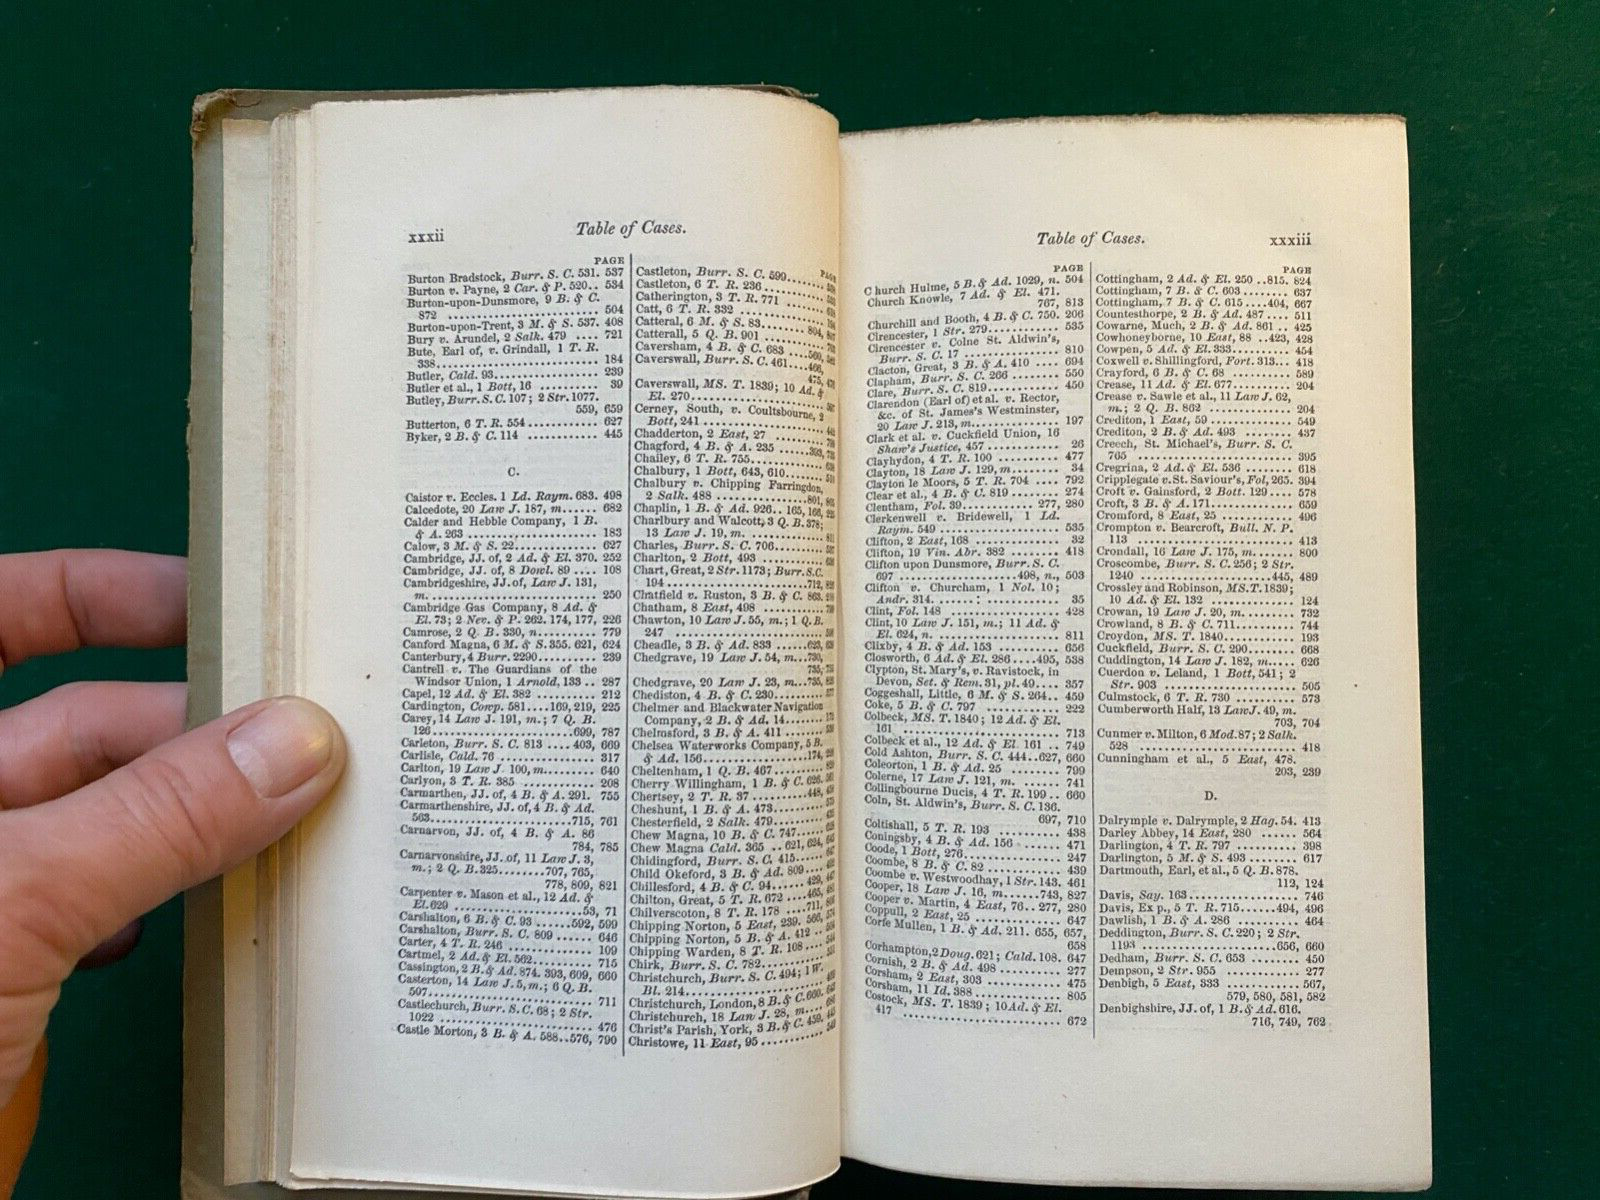 xxxii
Table of Cases.
PAGE
Burton Bradstock, Burr. S. C. 531. 537
Burton v. Payne, 2 Car. & P. 520.. 534
Burton-upon-Dunsmore, 9 B. & C.
872 .................. 504
Burton-upon-Trent, 3 M. & S. 537. 408
Bury v. Arundel, 2 Salk. 479 .... 721
Bute, Earl of, v. Grindall, 1 T. R.
338.................. 184
Butler, Cald. 93.................. 239
Butler et al., 1 Bott, 16 ............ 39
Butley, Burr. S. C. 107; 2 Str. 1077.
559, 659
Butterton, 6 T. R. 554............ 627
Byker, 2 B. & C. 114 ............ 445
C.
Caistor v. Eccles. 1 Ld. Raym. 683. 498
Calcedote, 20 Law J. 187, m...... 682
Calder and Hebble Company, 1 B.
& A. 263 .................. 183
Calow, 3 M. & S. 22............ 627
Cambridge, JJ. of, 2 Ad. & El. 370. 252
Cambridge, JJ. of, 8 Dowl. 89 .... 108
Cambridgeshire, JJ. of, Law J. 131,
m. .................. 250
Cambridge Gas Company, 8 Ad. &
El. 73; 2 Nev. & P. 262. 174, 177, 226
Camrose, 2 Q. B. 330, n......... 779
Canford Magna, 6 M. & S. 355. 621, 624
Canterbury, 4 Burr. 2290......... 239
Cantrell v. The Guardians of the
Windsor Union, 1 Arnold, 133 .. 287
Capel, 12 Ad. & El. 382 ......... 212
Cardington, Cowp. 581....169, 219, 225
Carey, 14 Law J. 191, m.; 7 Q. B.
126..................699, 787
Carleton, Burr. S. C. 813 .... 403, 669
Carlisle, Cald. 76 ............ 317
Carlton, 19 Law J. 100, m......... 640
Carlyon, 3 T. R. 385 ............ 208
Carmarthen, JJ. of, 4 B. & A. 291. 755
Carmarthenshire, JJ. of, 4 B. & Ad.
563..................715, 761
Carnarvon, JJ. of, 4 B. & A. 86
784, 785
Carnarvonshire, JJ. of, 11 Law J. 3,
m.; 2 Q. B. 325........707, 765,
778, 809, 821
Carpenter v. Mason et al., 12 Ad. &
El. 629 ..................53, 71
Carshalton, 6 B. & C. 93 ......592, 599
Carshalton, Burr. S. C. 809 ...... 646
Carter, 4 T. R. 246 ............ 109
Cartmel, 2 Ad. & El. 562......... 715
Cassington, 2 B. & Ad. 874. 393, 609, 660
Casterton, 14 Law J. 5, m.; 6 Q. B.
507.................. 711
Castlechurch, Burr. S. C. 68; 2 Str.
1022 .................. 476
Castle Morton, 3 B. & A. 588..576, 790
Castleton, Burr. S. C. 599........
Castleton, 6 T. R. 236............
Catherington, 3 T. R. 771 ........
Catt, 6 T. R. 332 ............
Catteral, 6 M. & S. 83............
Catterall, 5 Q. B. 901 ........ 804, 807
Caversham, 4 B. & C. 683 ....560,
Caverswall, Burr. S. C. 461....466,
475,
Caverswall, MS. T. 1839; 10 Ad. &
El. 270..................
Cerney, South, v. Coultsbourne, 2
Bott, 241 ..................
Chadderton, 2 East, 27 ............
Chagford, 4 B. & A. 235 ......393,
Chailey, 6 T. R. 755............
Chalbury, 1 Bott, 643, 610.........
Chalbury v. Chipping Farringdon,
2 Salk. 488 ..................801,
Chaplin, 1 B. & Ad. 926.. 165, 166,
Charlbury and Walcott, 3 Q. B. 378;
13 Law J. 19, m. ............
Charles, Burr. S. C. 706............
Charlton, 2 Bott, 493 ............
Chart, Great, 2 Str. 1173; Burr. S.C.
194 ..................712,
Chratfield v. Ruston, 3 B. & C. 863.
Chatham, 8 East, 498 ............
Chawton, 10 Law J. 55, m.; 1 Q. B.
247 ..................
Cheadle, 3 B. & Ad. 833 ......623,
Chedgrave, 19 Law J. 54, m...730,
735,
Chedgrave, 20 Law J. 23, m...735,
Chediston, 4 B. & C. 230.........
Chelmer and Blackwater Navigation
Company, 2 B. & Ad. 14........
Chelmsford, 3 B. & A. 411 ......
Chelsea Waterworks Company, 5 B.
& Ad. 156..................174,
Cheltenham, 1 Q. B. 467.........
Cherry Willingham, 1 B. & C. 626.
Chertsey, 2 T. R. 37 .........448,
Cheshunt, 1 B. & A. 473.........
Chesterfield, 2 Salk. 479.........
Chew Magna, 10 B. & C. 747......
Chew Magna Cald. 365 ..621, 624,
Chidingford, Burr. S. C. 415......
Child Okeford, 3 B. & Ad. 809....
Chillesford, 4 B. & C. 94......429,
Chilton, Great, 5 T. R. 672 ....465,
Chilverscoton, 8 T. R. 178 ....711,
Chipping Norton, 5 East, 239, 566,
Chipping Norton, 5 B. & A. 412 ..
Chipping Warden, 8 T. R. 108....
Chirk, Burr. S. C. 782............
Christchurch, Burr. S. C. 494; 1 W.
Bl. 214..................
Christchurch, London, 8 B. & C. 660.
Christchurch, 18 Law J. 28, m....
Christ's Parish, York, 3 B. & C. 459.
Christowe, 11 East, 95 ............
Table of Cases.
xxxiii
PAGE
Church Hulme, 5 B. & Ad. 1029, n. 504
Church Knowle, 7 Ad. & El. 471.
767, 813
Churchill and Booth, 4 B. & C. 750. 206
Cirencester, 1 Str. 279............ 535
Cirencester v. Colne St. Aldwin's,
Burr. S. C. 17 ............ 810
Clacton, Great, 3 B. & A. 410 .... 694
Clapham, Burr. S. C. 266 ...... 550
Clare, Burr. S. C. 819............ 450
Clarendon (Earl of) et al. v. Rector,
&c. of St. James's Westminster,
20 Law J. 213, m............ 197
Clark et al. v. Cuckfield Union, 16
Shaw's Justice, 457 ............ 26
Clayhydon, 4 T. R. 100 ......... 477
Clayton, 18 Law J. 129, m......... 34
Clayton le Moors, 5 T. R. 704 .... 792
Clear et al., 4 B. & C. 819 ........ 274
Clentham, Fol. 39............277, 280
Clerkenwell v. Bridewell, 1 Ld.
Raym. 549 .................. 535
Clifton, 2 East, 168 ............ 32
Clifton, 19 Vin. Abr. 382 ........ 418
Clifton upon Dunsmore, Burr. S. C.
697 ..................498, n., 503
Clifton v. Churcham, 1 Nol. 10;
Andr. 314. .................. 35
Clint, Fol. 148 .................. 428
Clint, 10 Law J. 151, m.; 11 Ad. &
El. 624, n. .................. 811
Clixby, 4 B. & Ad. 153 ......... 656
Closworth, 6 Ad. & El. 286....495, 538
Clypton, St. Mary's, v. Ravistock, in
Devon, Set. & Rem. 31, pl. 49.... 357
Coggeshall, Little, 6 M. & S. 264.. 459
Coke, 5 B. & C. 797 ............ 222
Colbeck, MS. T. 1840; 12 Ad. & El.
161 .................. 713
Colbeck et al., 12 Ad. & El. 161 .. 749
Cold Ashton, Burr. S. C. 444..627, 660
Coleorton, 1 B. & Ad. 25 ........ 799
Colerne, 17 Law J. 121, m. ...... 741
Collingbourne Ducis, 4 T. R. 199 .. 660
Coln, St. Aldwin's, Burr. S. C. 136.
697, 710
Coltishall, 5 T. R. 193 ............ 438
Coningsby, 4 B. & Ad. 156 ...... 471
Coode, 1 Bott, 276............ 247
Coombe, 8 B. & C. 82 ............ 439
Coombe v. Westwoodhay, 1 Str. 143. 461
Cooper, 18 Law J. 16, m. ......743, 827
Cooper v. Martin, 4 East, 76..277, 280
Coppull, 2 East, 25 ............ 647
Corfe Mullen, 1 B. & Ad. 211. 655, 657,
658
Corhampton, 2 Doug. 621; Cald. 108. 647
Cornish, 2 B. & Ad. 498 ......... 277
Corsham, 2 East, 303 ............ 475
Corsham, 11 Id. 388 ............ 805
Costock, MS. T. 1839; 10 Ad. & El.
417 .................. 672
PAGE
Cottingham, 2 Ad. & El. 250 ..815. 824
Cottingham, 7 B. & C. 603 ........ 637
Cottingham, 7 B. & C. 615 ....404, 667
Countesthorpe, 2 B. & Ad. 487 .... 511
Cowarne, Much, 2 B. & Ad. 861 .. 425
Cowhoneyborne, 10 East, 88 ..423, 428
Cowpen, 5 Ad. & El. 333......... 454
Coxwell v. Shillingford, Fort. 313.. 418
Crayford, 6 B. & C. 68 ......... 589
Crease, 11 Ad. & El. 677......... 204
Crease v. Sawle et al., 11 Law J. 62,
m.; 2 Q. B. 862 ............ 204
Crediton, 1 East, 59 ............ 549
Crediton, 2 B. & Ad. 493 ........ 437
Creech, St. Michael's, Burr. S. C.
765 .................. 395
Cregrina, 2 Ad. & El. 536 ........ 618
Cripplegate v. St. Saviour's, Fol, 265. 394
Croft v. Gainsford, 2 Bott. 129.... 578
Croft, 3 B. & A. 171............ 659
Cromford, 8 East, 25 ............ 496
Crompton v. Bearcroft, Bull. N. P.
113 .................. 413
Crondall, 16 Law J. 175, m........ 800
Croscombe, Burr. S. C. 256; 2 Str.
1240 ..................445, 489
Crossley and Robinson, MS. T. 1839;
10 Ad. & El. 132 ............ 124
Crowan, 19 Law J. 20, m. ........ 732
Crowland, 8 B. & C. 711......... 744
Croydon, MS. T. 1840............ 193
Cuckfield, Burr. S. C. 290......... 668
Cuddington, 14 Law J. 182, m. .... 626
Cuerdon v. Leland, 1 Bott, 541; 2
Str. 903 .................. 505
Culmstock, 6 T. R. 730 ......... 573
Cumberworth Half, 13 Law J. 49, m.
703, 704
Cunmer v. Milton, 6 Mod. 87; 2 Salk.
528 .................. 418
Cunningham et al., 5 East, 478.
203, 239
D.
Dalrymple v. Dalrymple, 2 Hag. 54. 413
Darley Abbey, 14 East, 280 ...... 564
Darlington, 4 T. R. 797 ......... 398
Darlington, 5 M. & S. 493 ........ 617
Dartmouth, Earl, et al., 5 Q. B. 878.
112, 124
Davis, Say. 163.................. 746
Davis, Ex p., 5 T. R. 715......494, 496
Dawlish, 1 B. & A. 286 ......... 464
Deddington, Burr. S. C. 220; 2 Str.
1193 ..................656, 660
Dedham, Burr. S. C. 653 ......... 450
Dempson, 2 Str. 955 ............ 277
Denbigh, 5 East, 333 ............ 567,
579, 580, 581, 582
Denbighshire, JJ. of, 1 B. & Ad. 616.
716, 749, 762